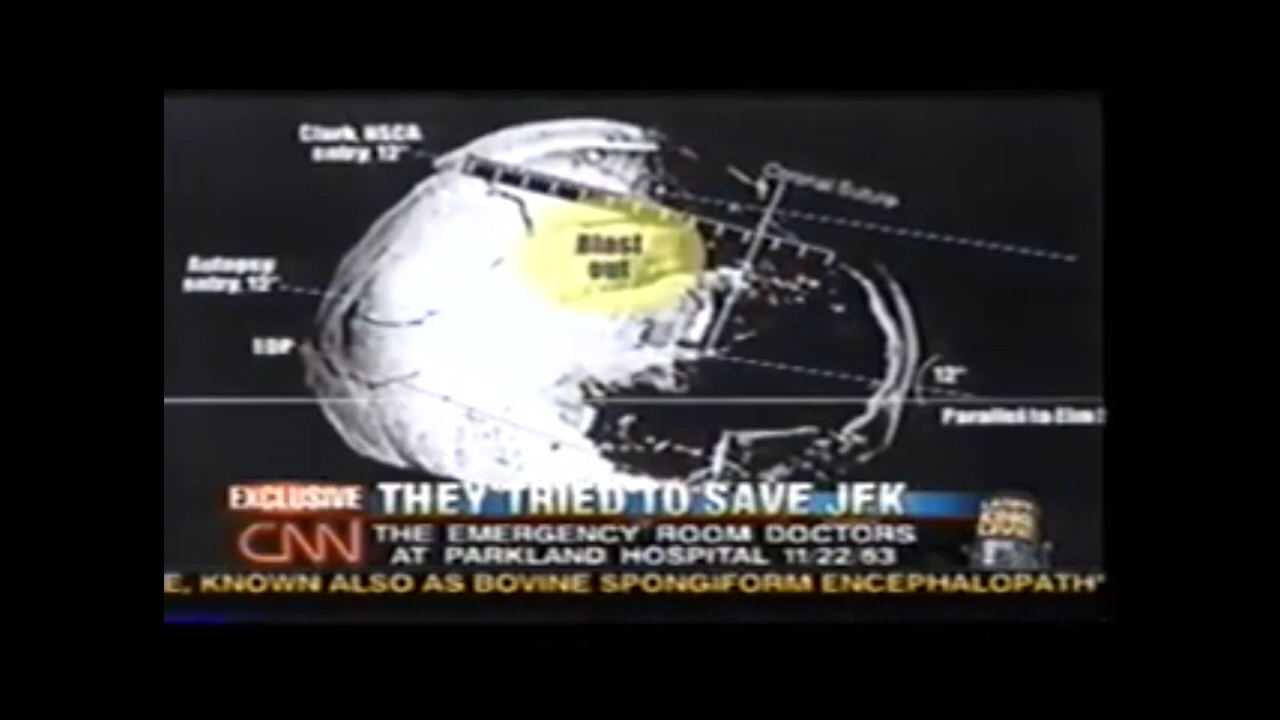 Clark, HSCA
entry, 12°
Coronal Suture
Blast
out
Autopsy
entry, 12°
EOP
12°
Parallel to Elm S
EXCLUSIVE THEY TRIED TO SAVE JFK
CNN THE EMERGENCY ROOM DOCTORS
AT PARKLAND HOSPITAL 11.22.63
E, KNOWN ALSO AS BOVINE SPONGIFORM ENCEPHALOPATH